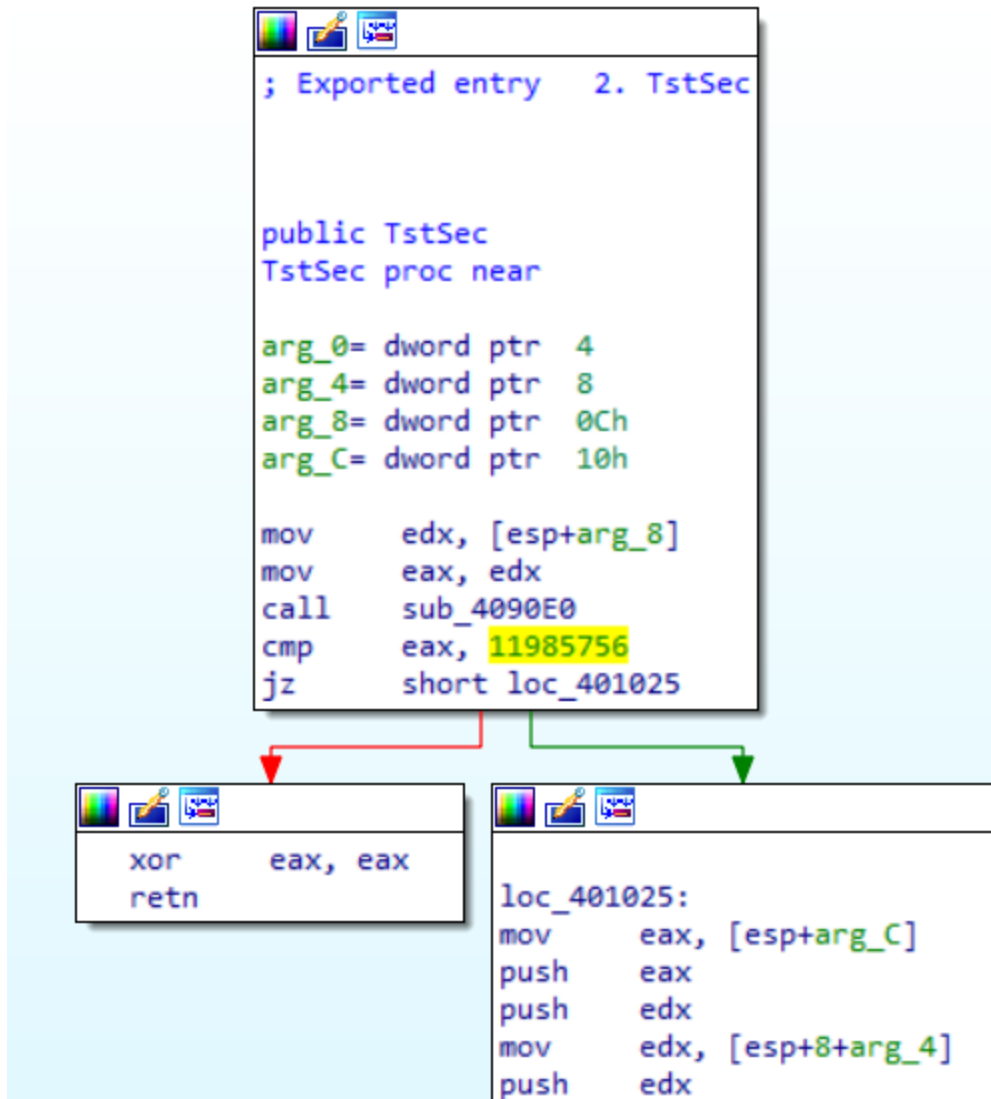 ; Exported entry   2. TstSec
public TstSec
TstSec proc near
arg_0= dword ptr  4
arg_4= dword ptr  8
arg_8= dword ptr  0Ch
arg_C= dword ptr  10h
mov     edx, [esp+arg_8]
mov     eax, edx
call    sub_4090E0
cmp     eax, 11985756
jz      short loc_401025
xor     eax, eax
retn
loc_401025:
mov     eax, [esp+arg_C]
push    eax
push    edx
mov     edx, [esp+8+arg_4]
push    edx